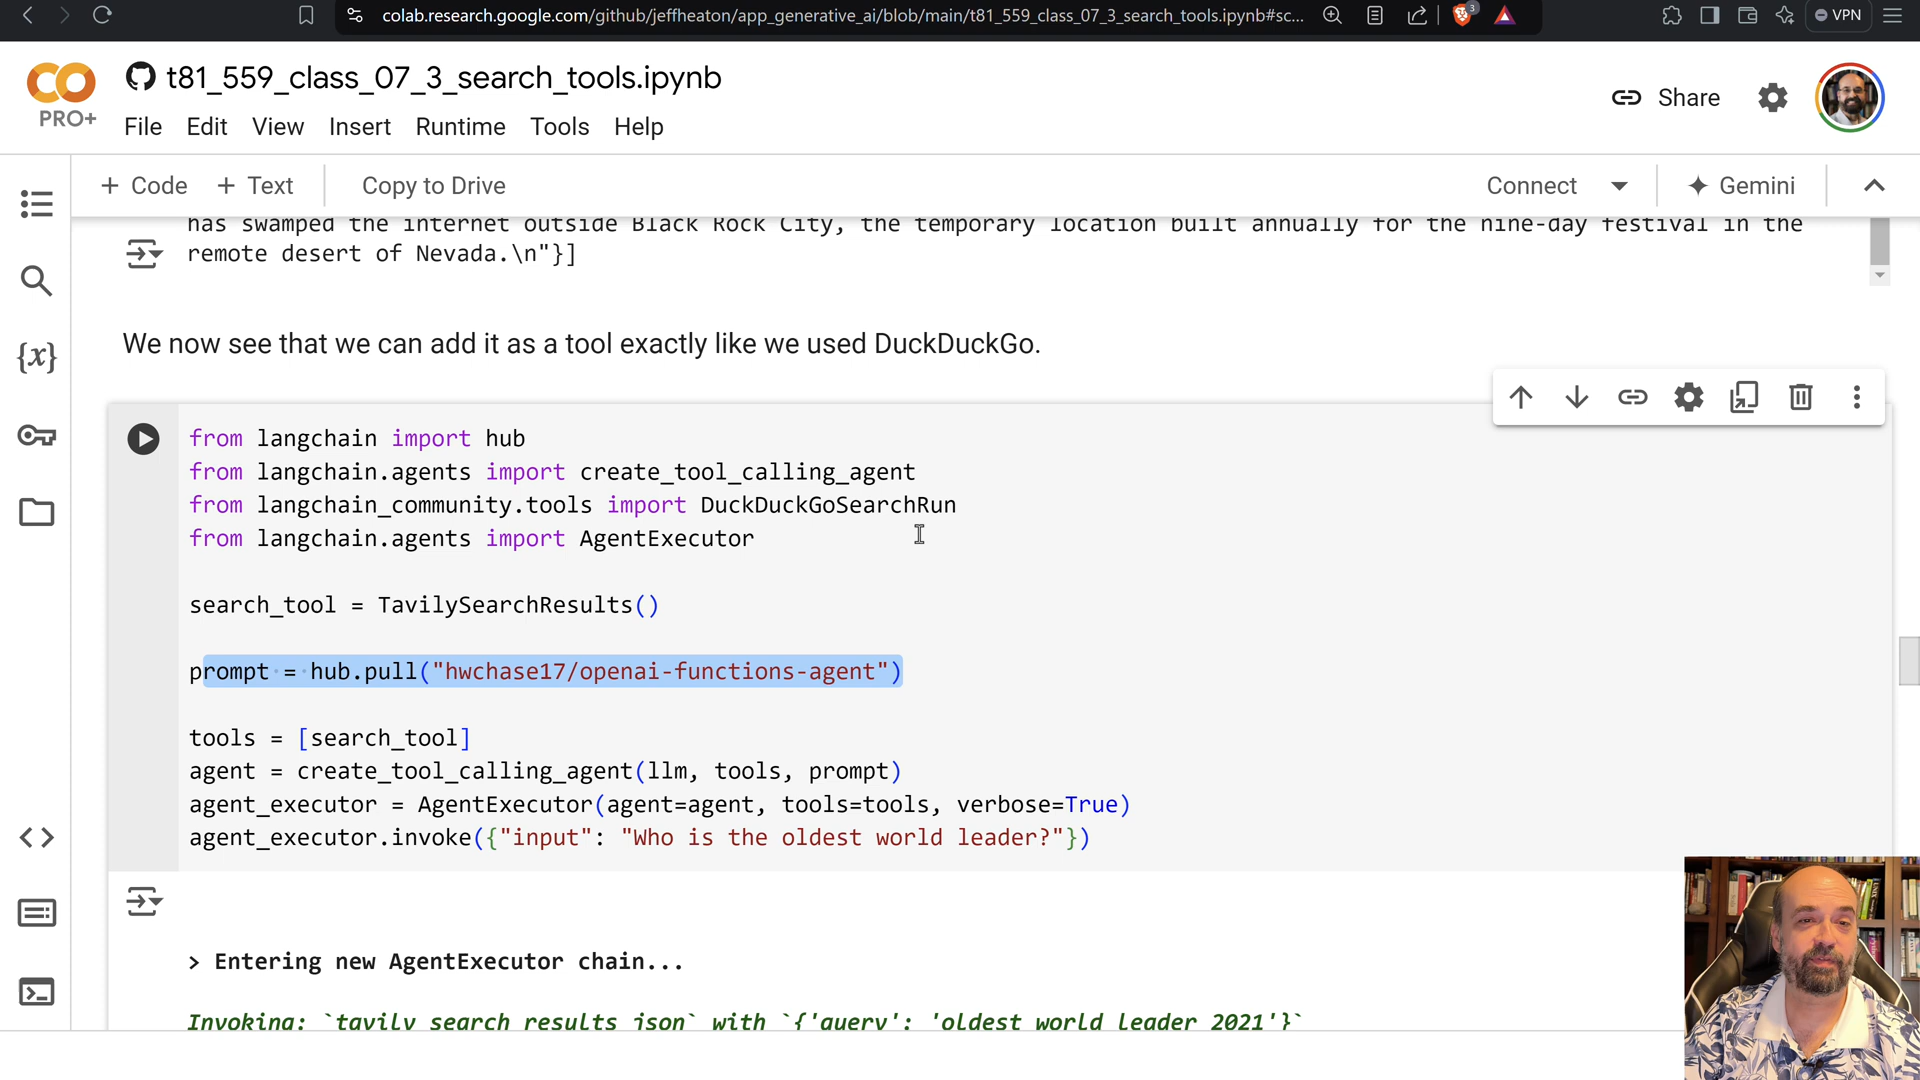 colab.research.google.com/github/jeffheaton/app_generative_ai/blob/main/t81_559_class_07_3_search_tools.ipynb#sc...
3
VPN
PRO+
t81_559_class_07_3_search_tools.ipynb
Share
File Edit View Insert Runtime Tools Help
+ Code + Text Copy to Drive
Connect
Gemini
has swamped the internet outside Black Rock City, the temporary location built annually for the nine-day festival in the
remote desert of Nevada.\n"}]
We now see that we can add it as a tool exactly like we used DuckDuckGo.
from langchain import hub
from langchain.agents import create_tool_calling_agent
from langchain_community.tools import DuckDuckGoSearchRun
from langchain.agents import AgentExecutor
search_tool = TavilySearchResults()
prompt = hub.pull("hwchase17/openai-functions-agent")
tools = [search_tool]
agent = create_tool_calling_agent(llm, tools, prompt)
agent_executor = AgentExecutor(agent=agent, tools=tools, verbose=True)
agent_executor.invoke({"input": "Who is the oldest world leader?"})
> Entering new AgentExecutor chain...
Invoking: `tavily_search_results_json` with `{'query': 'oldest world leader 2021'}`